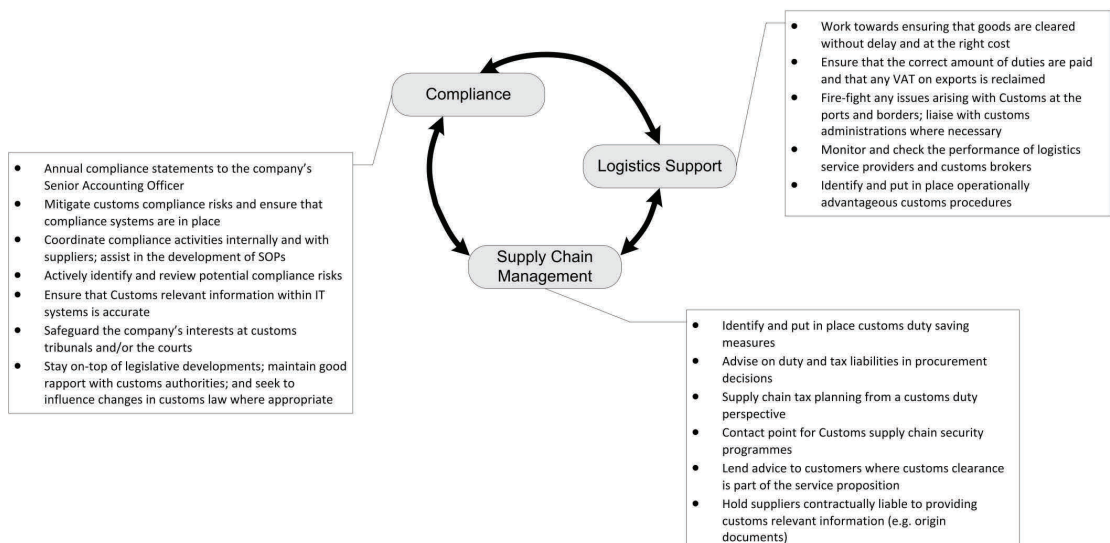 Compliance
Logistics Support
Supply Chain
Management
● Work towards ensuring that goods are cleared
without delay and at the right cost
● Ensure that the correct amount of duties are paid
and that any VAT on exports is reclaimed
● Fire-fight any issues arising with Customs at the
ports and borders; liaise with customs
administrations where necessary
● Monitor and check the performance of logistics
service providers and customs brokers
● Identify and put in place operationally
advantageous customs procedures
● Annual compliance statements to the company’s
Senior Accounting Officer
● Mitigate customs compliance risks and ensure that
compliance systems are in place
● Coordinate compliance activities internally and with
suppliers; assist in the development of SOPs
● Actively identify and review potential compliance risks
● Ensure that Customs relevant information within IT
systems is accurate
● Safeguard the company’s interests at customs
tribunals and/or the courts
● Stay on-top of legislative developments; maintain good
rapport with customs authorities; and seek to
influence changes in customs law where appropriate
● Identify and put in place customs duty saving
measures
● Advise on duty and tax liabilities in procurement
decisions
● Supply chain tax planning from a customs duty
perspective
● Contact point for Customs supply chain security
programmes
● Lend advice to customers where customs clearance
is part of the service proposition
● Hold suppliers contractually liable to providing
customs relevant information (e.g. origin
documents)